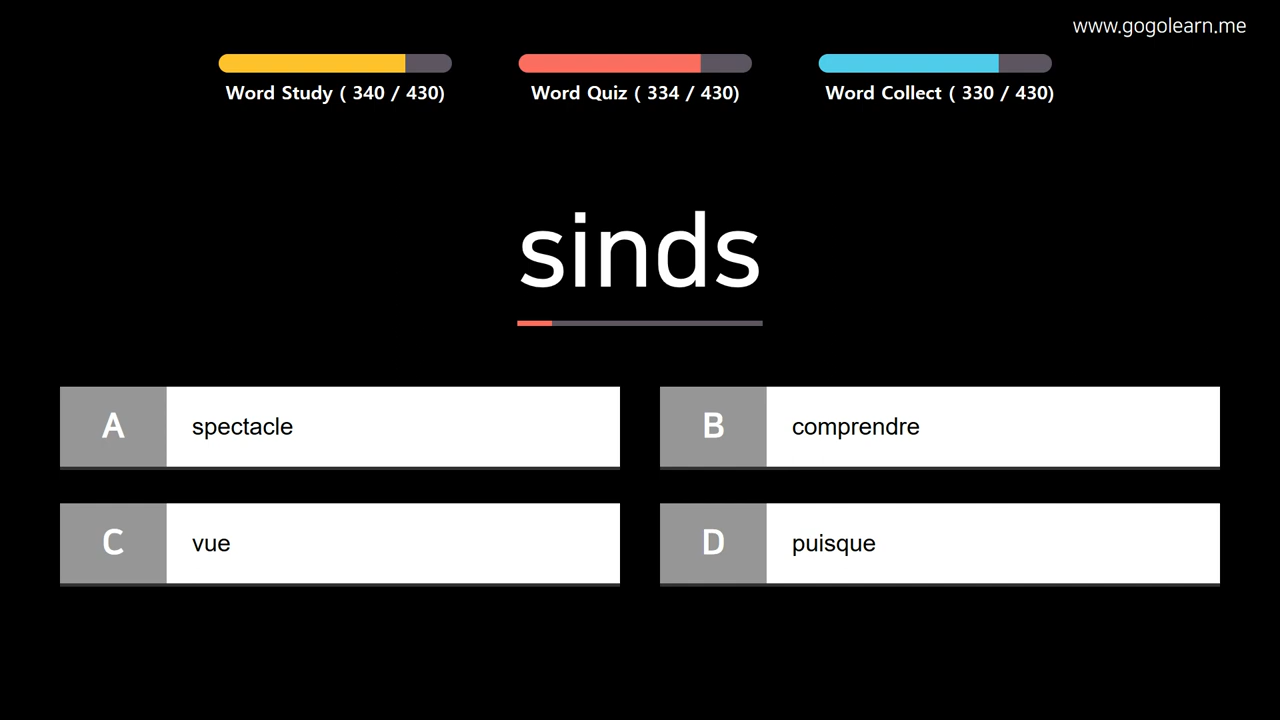 www.gogolearn.me
Word Study ( 340 / 430)
Word Quiz ( 334 / 430)
Word Collect ( 330 / 430)
sinds
A spectacle
B comprendre
C vue
D puisque